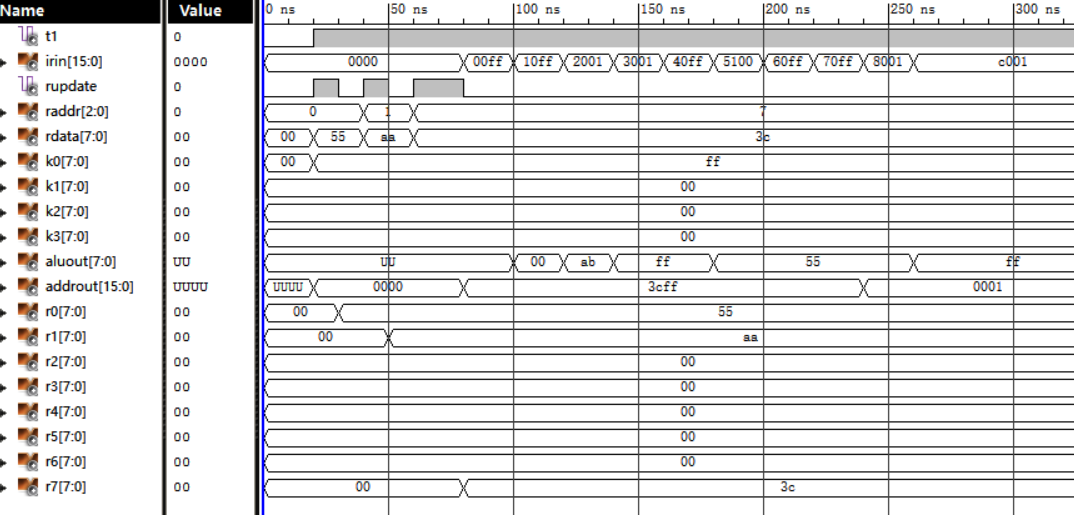 Name Value 0 ns 50 ns 100 ns 150 ns 200 ns 250 ns 300 ns
t1 0
irin[15:0] 0000 0000 00ff 10ff 2001 3001 40ff 5100 60ff 70ff 8001 c001
rupdate 0
raddr[2:0] 0 0 1 7
rdata[7:0] 00 00 55 aa 3c
k0[7:0] 00 00 ff
k1[7:0] 00 00
k2[7:0] 00 00
k3[7:0] 00 00
aluout[7:0] UU UU 00 ab ff 55 ff
addrout[15:0] UUUU UUUU 0000 3cff 0001
r0[7:0] 00 00 55
r1[7:0] 00 00 aa
r2[7:0] 00 00
r3[7:0] 00 00
r4[7:0] 00 00
r5[7:0] 00 00
r6[7:0] 00 00
r7[7:0] 00 00 3c